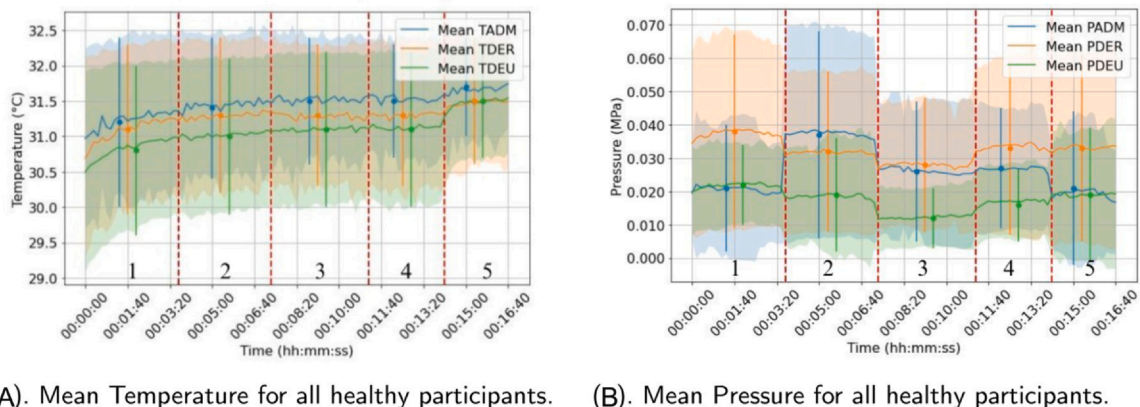 32.5
32.0
31.5
31.0
30.5
30.0
29.5
29.0
Temperature (°C)
Mean TADM
Mean TDER
Mean TDEU
1 2 3 4 5
00:00:00 00:01:40 00:03:20 00:05:00 00:06:40 00:08:20 00:10:00 00:11:40 00:13:20 00:15:00 00:16:40
Time (hh:mm:ss)
A). Mean Temperature for all healthy participants.
0.070
0.060
0.050
0.040
0.030
0.020
0.010
0.000
Pressure (MPa)
Mean PADM
Mean PDER
Mean PDEU
1 2 3 4 5
00:00:00 00:01:40 00:03:20 00:05:00 00:06:40 00:08:20 00:10:00 00:11:40 00:13:20 00:15:00 00:16:40
Time (hh:mm:ss)
(B). Mean Pressure for all healthy participants.